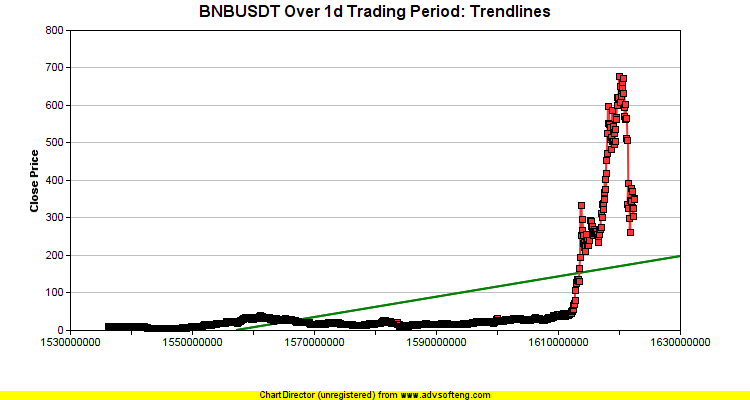 BNBUSDT Over 1d Trading Period: Trendlines
800
700
600
500
400
300
200
100
0
Close Price
1530000000 1550000000 1570000000 1590000000 1610000000 1630000000
ChartDirector (unregistered) from www.advsofteng.com